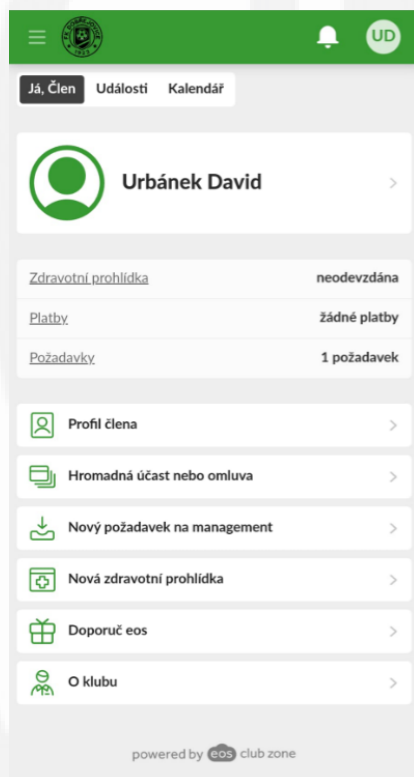 UD
Já, Člen Události Kalendář
Urbánek David
Zdravotní prohlídka neodevzdána
Platby žádné platby
Požadavky 1 požadavek
Profil člena
Hromadná účast nebo omluva
Nový požadavek na management
Nová zdravotní prohlídka
Doporuč eos
O klubu
powered by eos club zone